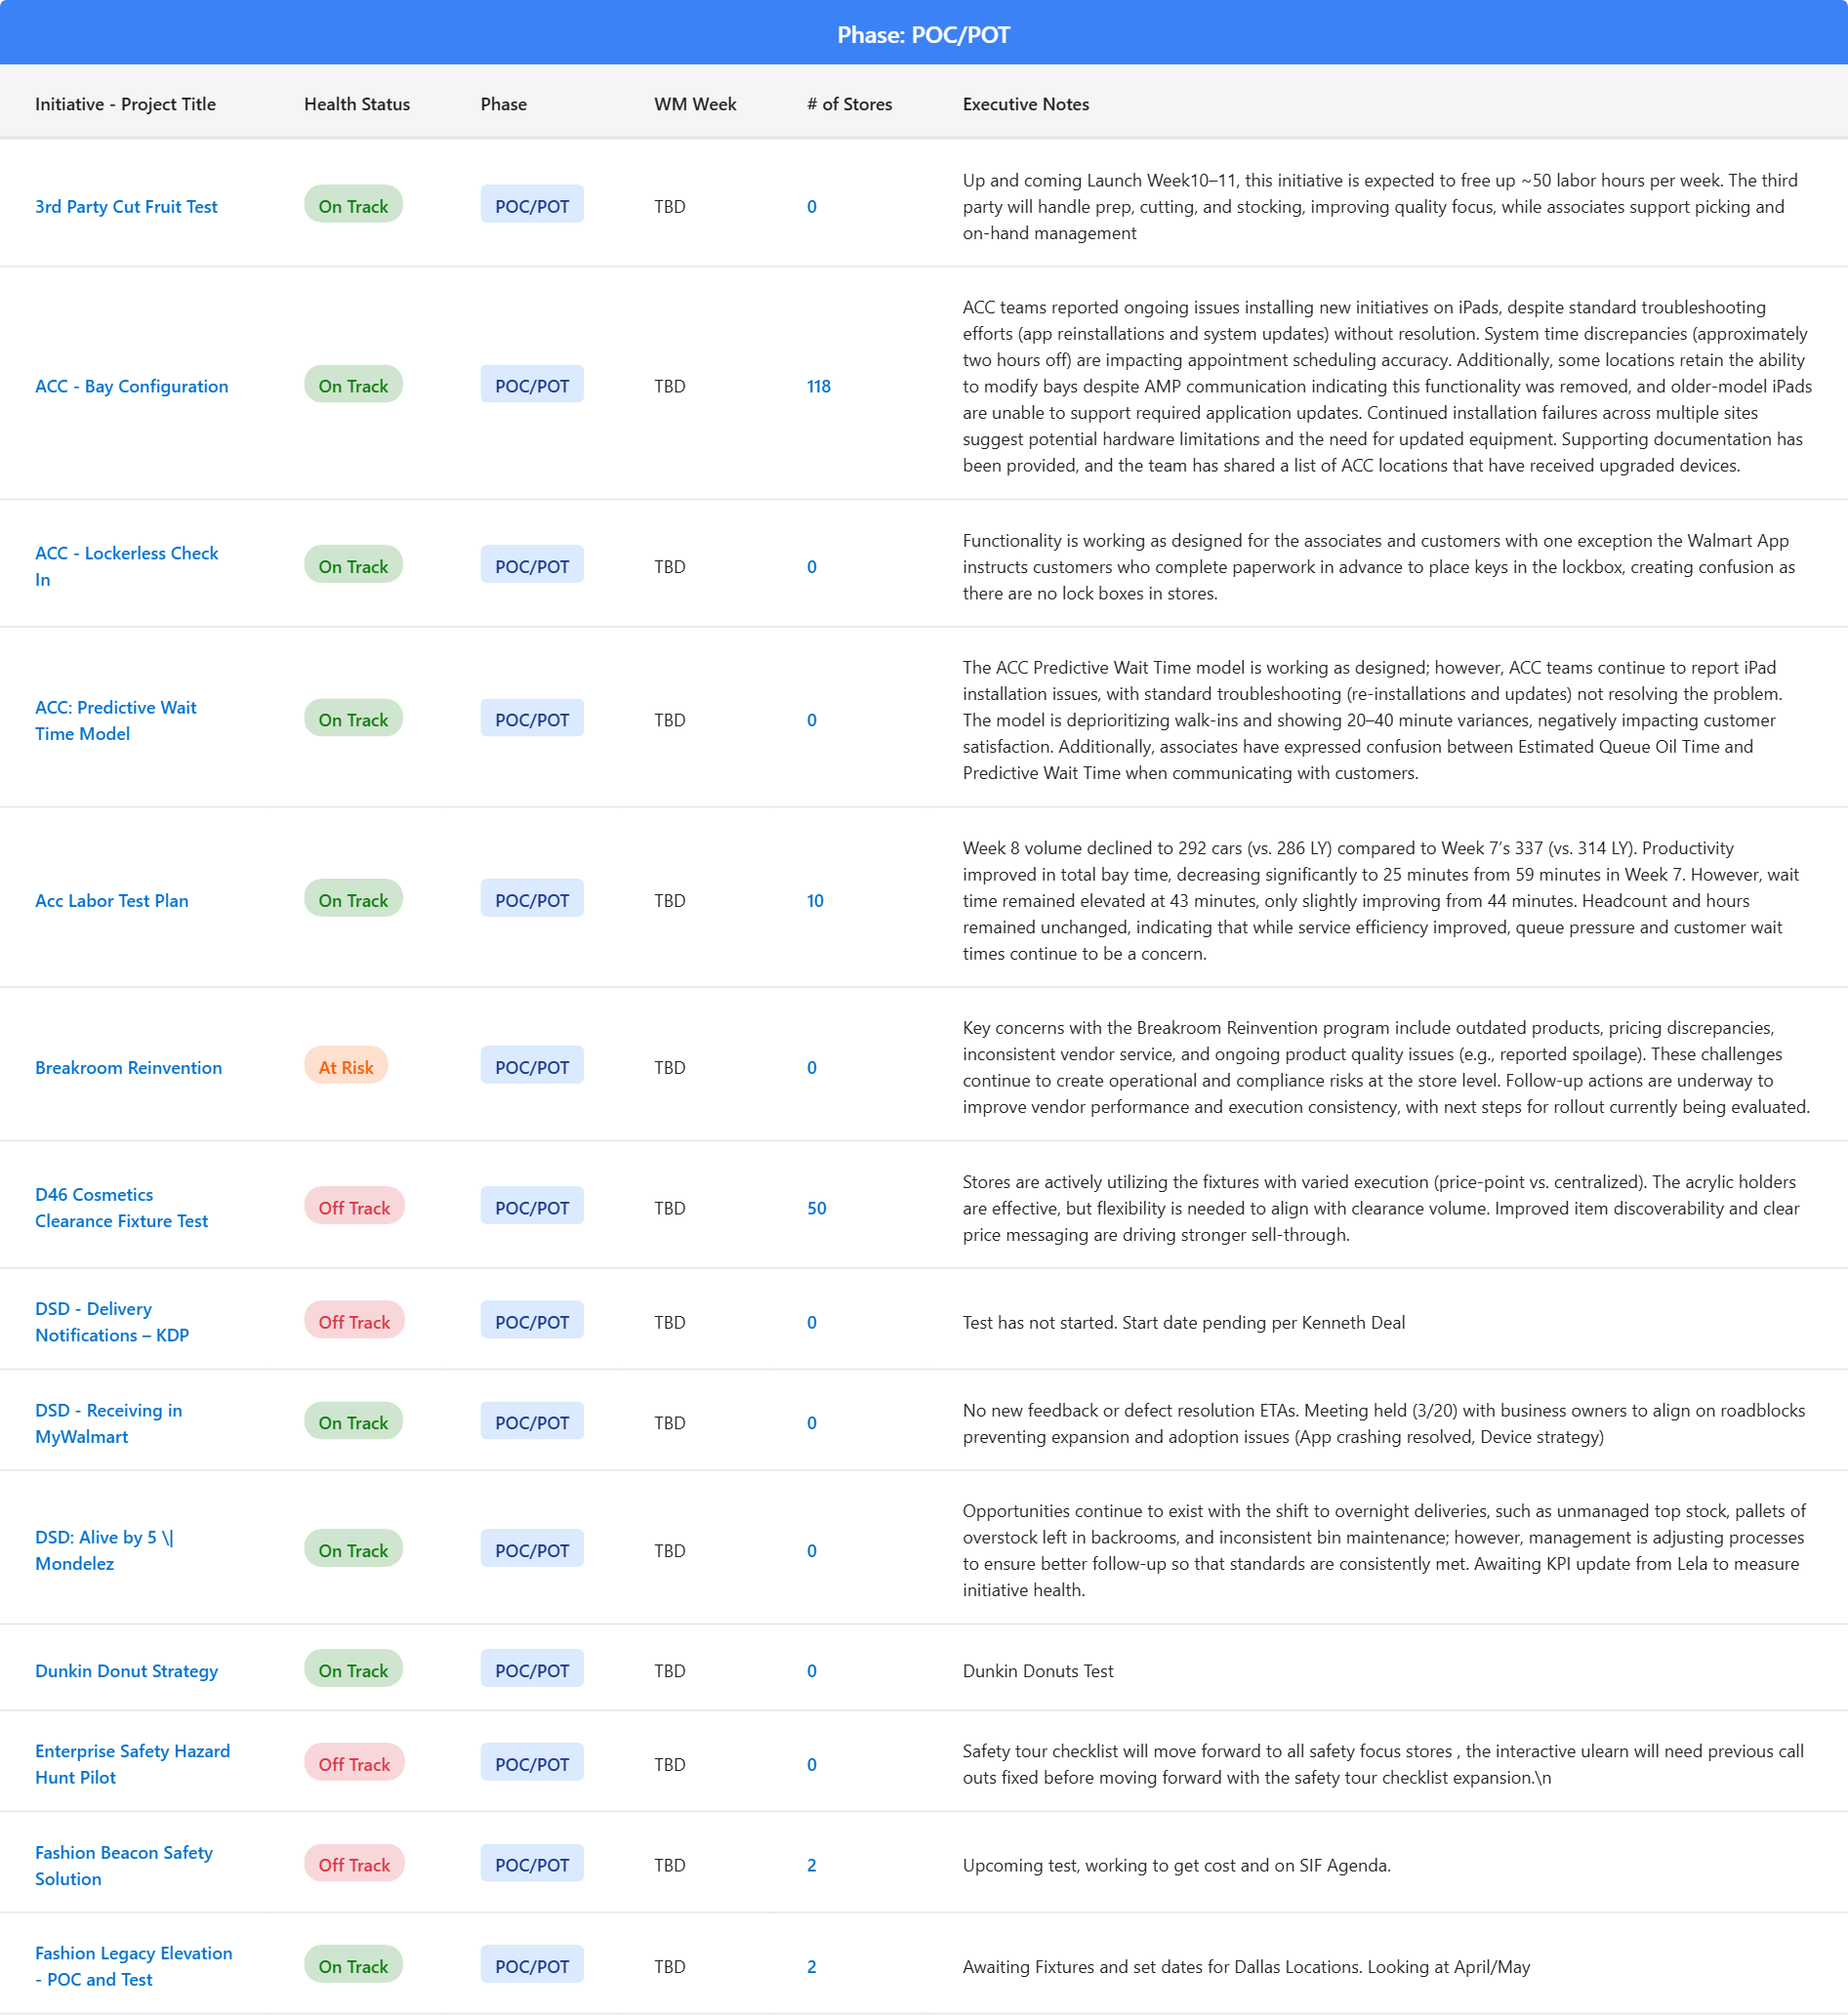 Phase: POC/POT
Initiative - Project Title Health Status Phase WM Week # of Stores Executive Notes
3rd Party Cut Fruit Test On Track POC/POT TBD 0
Up and coming Launch Week10–11, this initiative is expected to free up ~50 labor hours per week. The third
party will handle prep, cutting, and stocking, improving quality focus, while associates support picking and
on-hand management
ACC - Bay Configuration On Track POC/POT TBD 118
ACC teams reported ongoing issues installing new initiatives on iPads, despite standard troubleshooting
efforts (app reinstallations and system updates) without resolution. System time discrepancies (approximately
two hours off) are impacting appointment scheduling accuracy. Additionally, some locations retain the ability
to modify bays despite AMP communication indicating this functionality was removed, and older-model iPads
are unable to support required application updates. Continued installation failures across multiple sites
suggest potential hardware limitations and the need for updated equipment. Supporting documentation has
been provided, and the team has shared a list of ACC locations that have received upgraded devices.
ACC - Lockerless Check
In
On Track POC/POT TBD 0
Functionality is working as designed for the associates and customers with one exception the Walmart App
instructs customers who complete paperwork in advance to place keys in the lockbox, creating confusion as
there are no lock boxes in stores.
ACC: Predictive Wait
Time Model
On Track POC/POT TBD 0
The ACC Predictive Wait Time model is working as designed; however, ACC teams continue to report iPad
installation issues, with standard troubleshooting (re-installations and updates) not resolving the problem.
The model is deprioritizing walk-ins and showing 20–40 minute variances, negatively impacting customer
satisfaction. Additionally, associates have expressed confusion between Estimated Queue Oil Time and
Predictive Wait Time when communicating with customers.
Acc Labor Test Plan On Track POC/POT TBD 10
Week 8 volume declined to 292 cars (vs. 286 LY) compared to Week 7’s 337 (vs. 314 LY). Productivity
improved in total bay time, decreasing significantly to 25 minutes from 59 minutes in Week 7. However, wait
time remained elevated at 43 minutes, only slightly improving from 44 minutes. Headcount and hours
remained unchanged, indicating that while service efficiency improved, queue pressure and customer wait
times continue to be a concern.
Breakroom Reinvention At Risk POC/POT TBD 0
Key concerns with the Breakroom Reinvention program include outdated products, pricing discrepancies,
inconsistent vendor service, and ongoing product quality issues (e.g., reported spoilage). These challenges
continue to create operational and compliance risks at the store level. Follow-up actions are underway to
improve vendor performance and execution consistency, with next steps for rollout currently being evaluated.
D46 Cosmetics
Clearance Fixture Test
Off Track POC/POT TBD 50
Stores are actively utilizing the fixtures with varied execution (price-point vs. centralized). The acrylic holders
are effective, but flexibility is needed to align with clearance volume. Improved item discoverability and clear
price messaging are driving stronger sell-through.
DSD - Delivery
Notifications – KDP
Off Track POC/POT TBD 0
Test has not started. Start date pending per Kenneth Deal
DSD - Receiving in
MyWalmart
On Track POC/POT TBD 0
No new feedback or defect resolution ETAs. Meeting held (3/20) with business owners to align on roadblocks
preventing expansion and adoption issues (App crashing resolved, Device strategy)
DSD: Alive by 5 \|
Mondelez
On Track POC/POT TBD 0
Opportunities continue to exist with the shift to overnight deliveries, such as unmanaged top stock, pallets of
overstock left in backrooms, and inconsistent bin maintenance; however, management is adjusting processes
to ensure better follow-up so that standards are consistently met. Awaiting KPI update from Lela to measure
initiative health.
Dunkin Donut Strategy On Track POC/POT TBD 0
Dunkin Donuts Test
Enterprise Safety Hazard
Hunt Pilot
Off Track POC/POT TBD 0
Safety tour checklist will move forward to all safety focus stores , the interactive ulearn will need previous call
outs fixed before moving forward with the safety tour checklist expansion.\n
Fashion Beacon Safety
Solution
Off Track POC/POT TBD 2
Upcoming test, working to get cost and on SIF Agenda.
Fashion Legacy Elevation
- POC and Test
On Track POC/POT TBD 2
Awaiting Fixtures and set dates for Dallas Locations. Looking at April/May